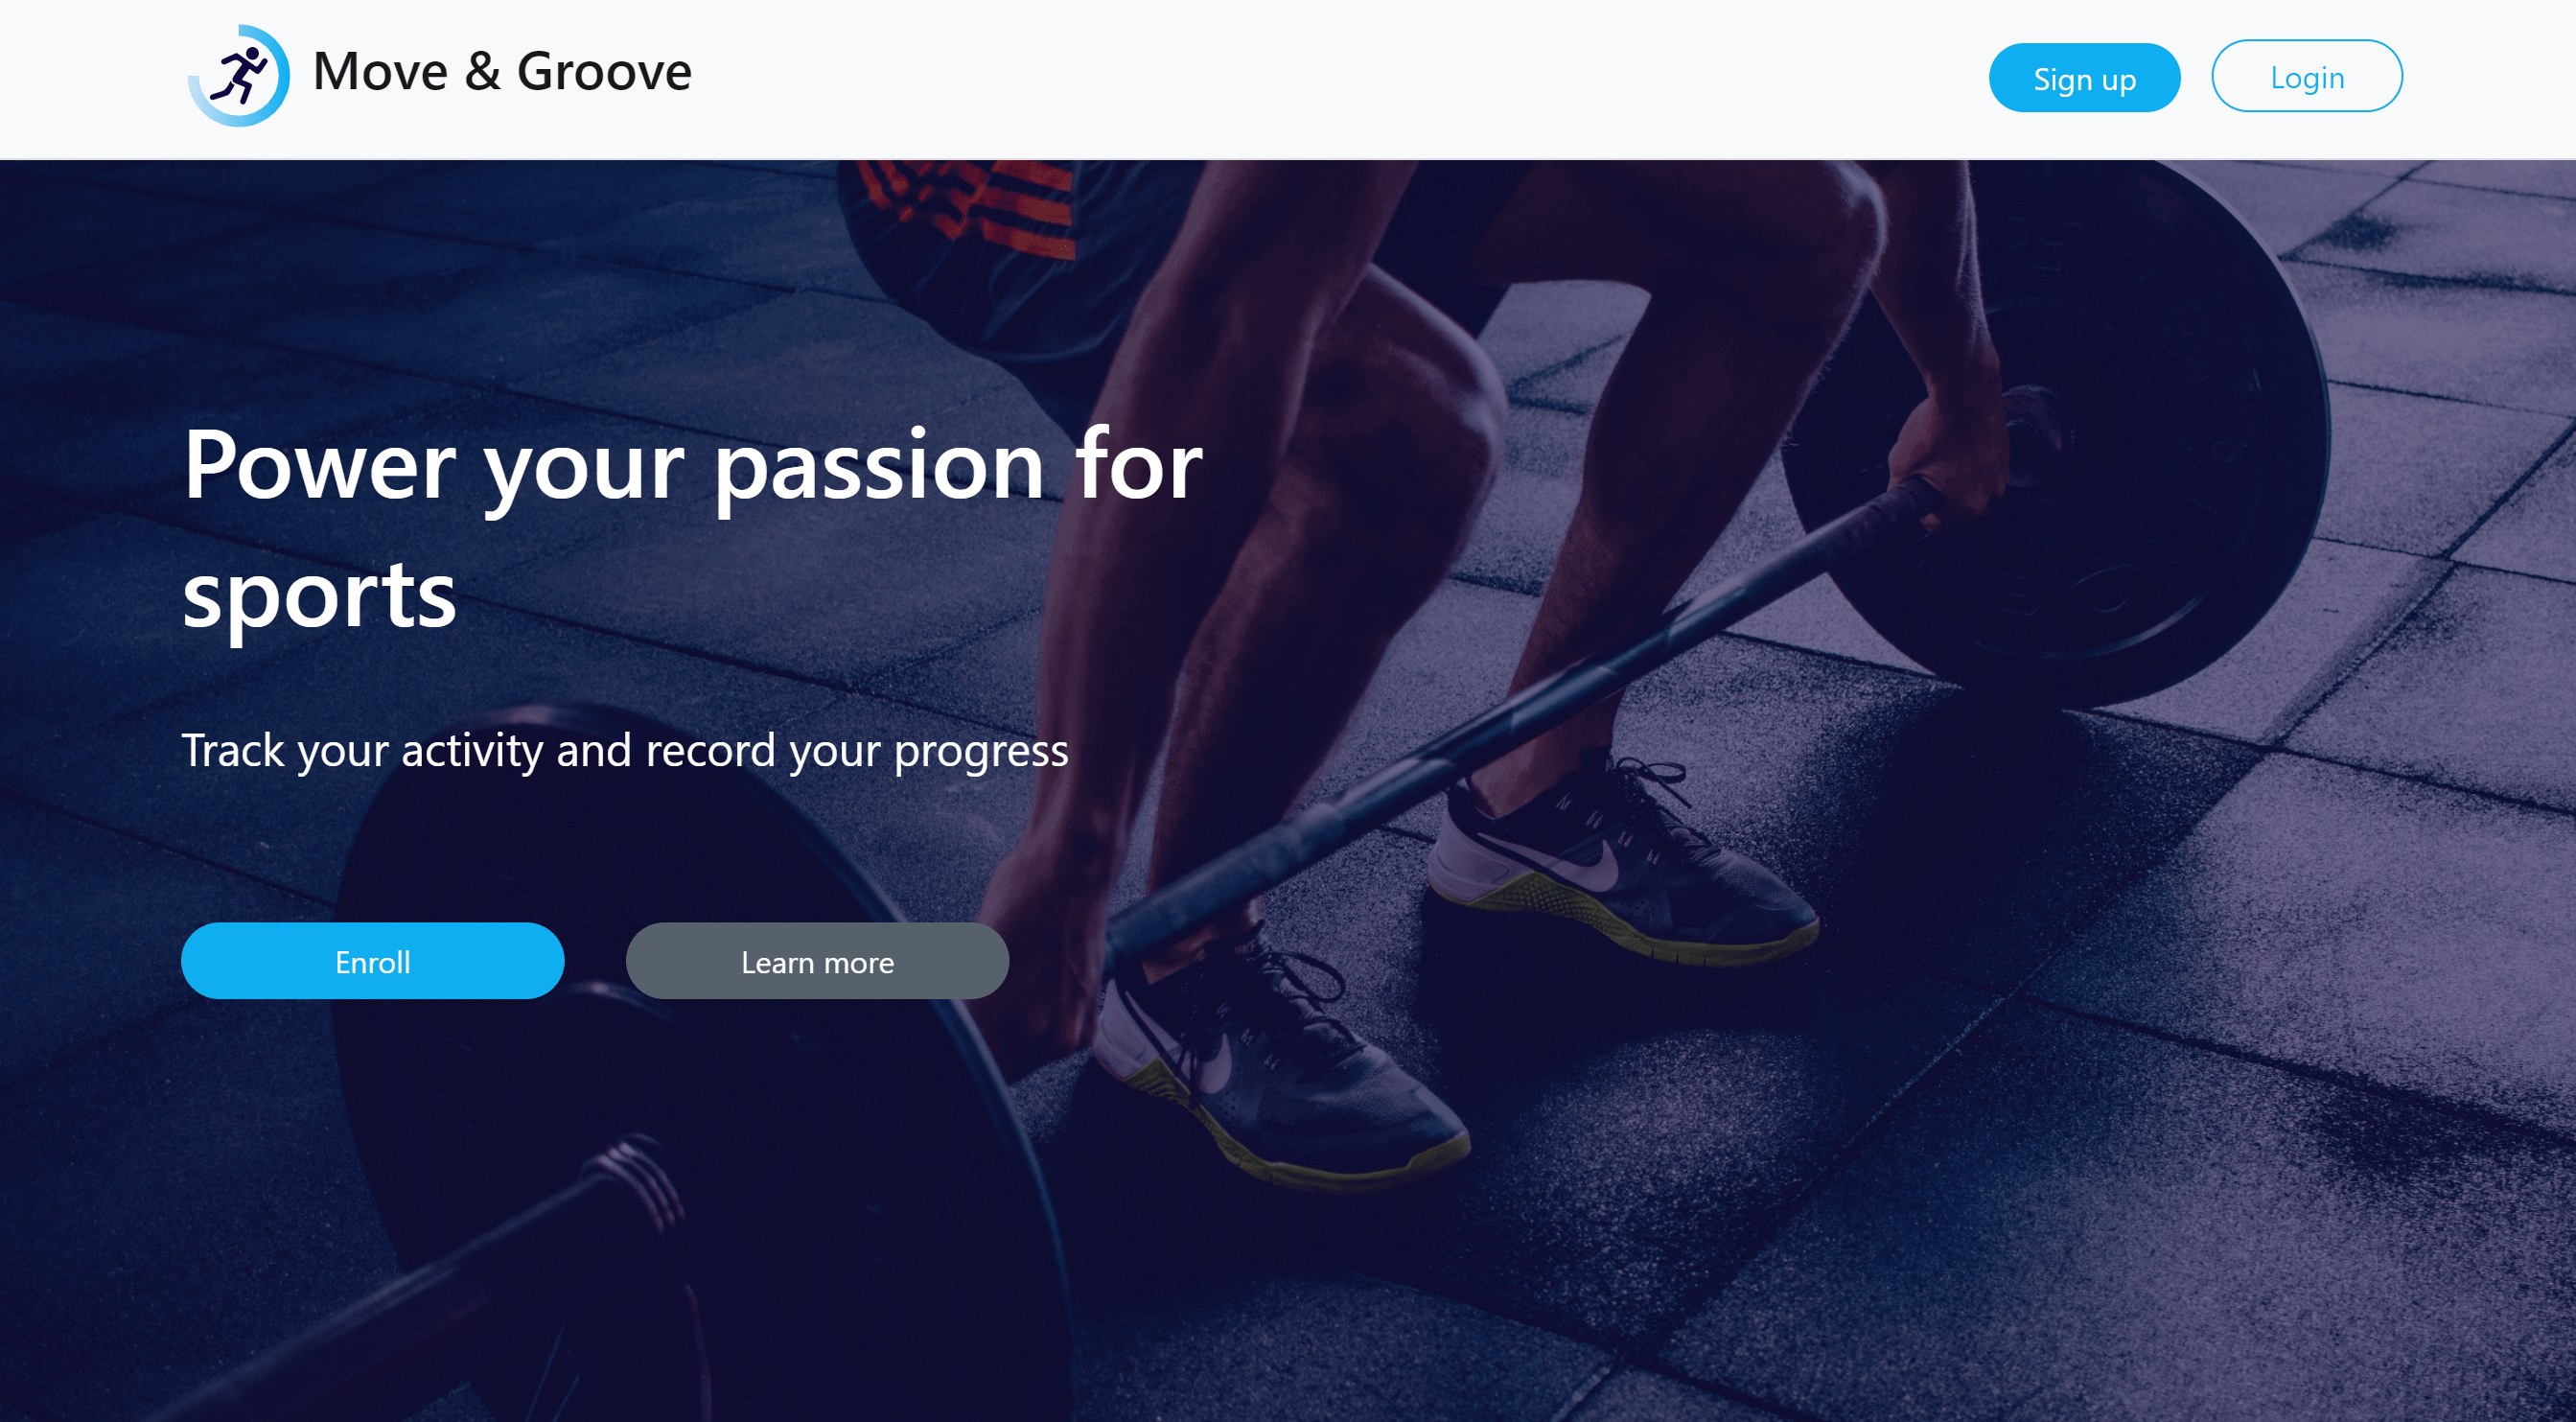 Move & Groove
Sign up
Login
Power your passion for
sports
Track your activity and record your progress
Enroll
Learn more